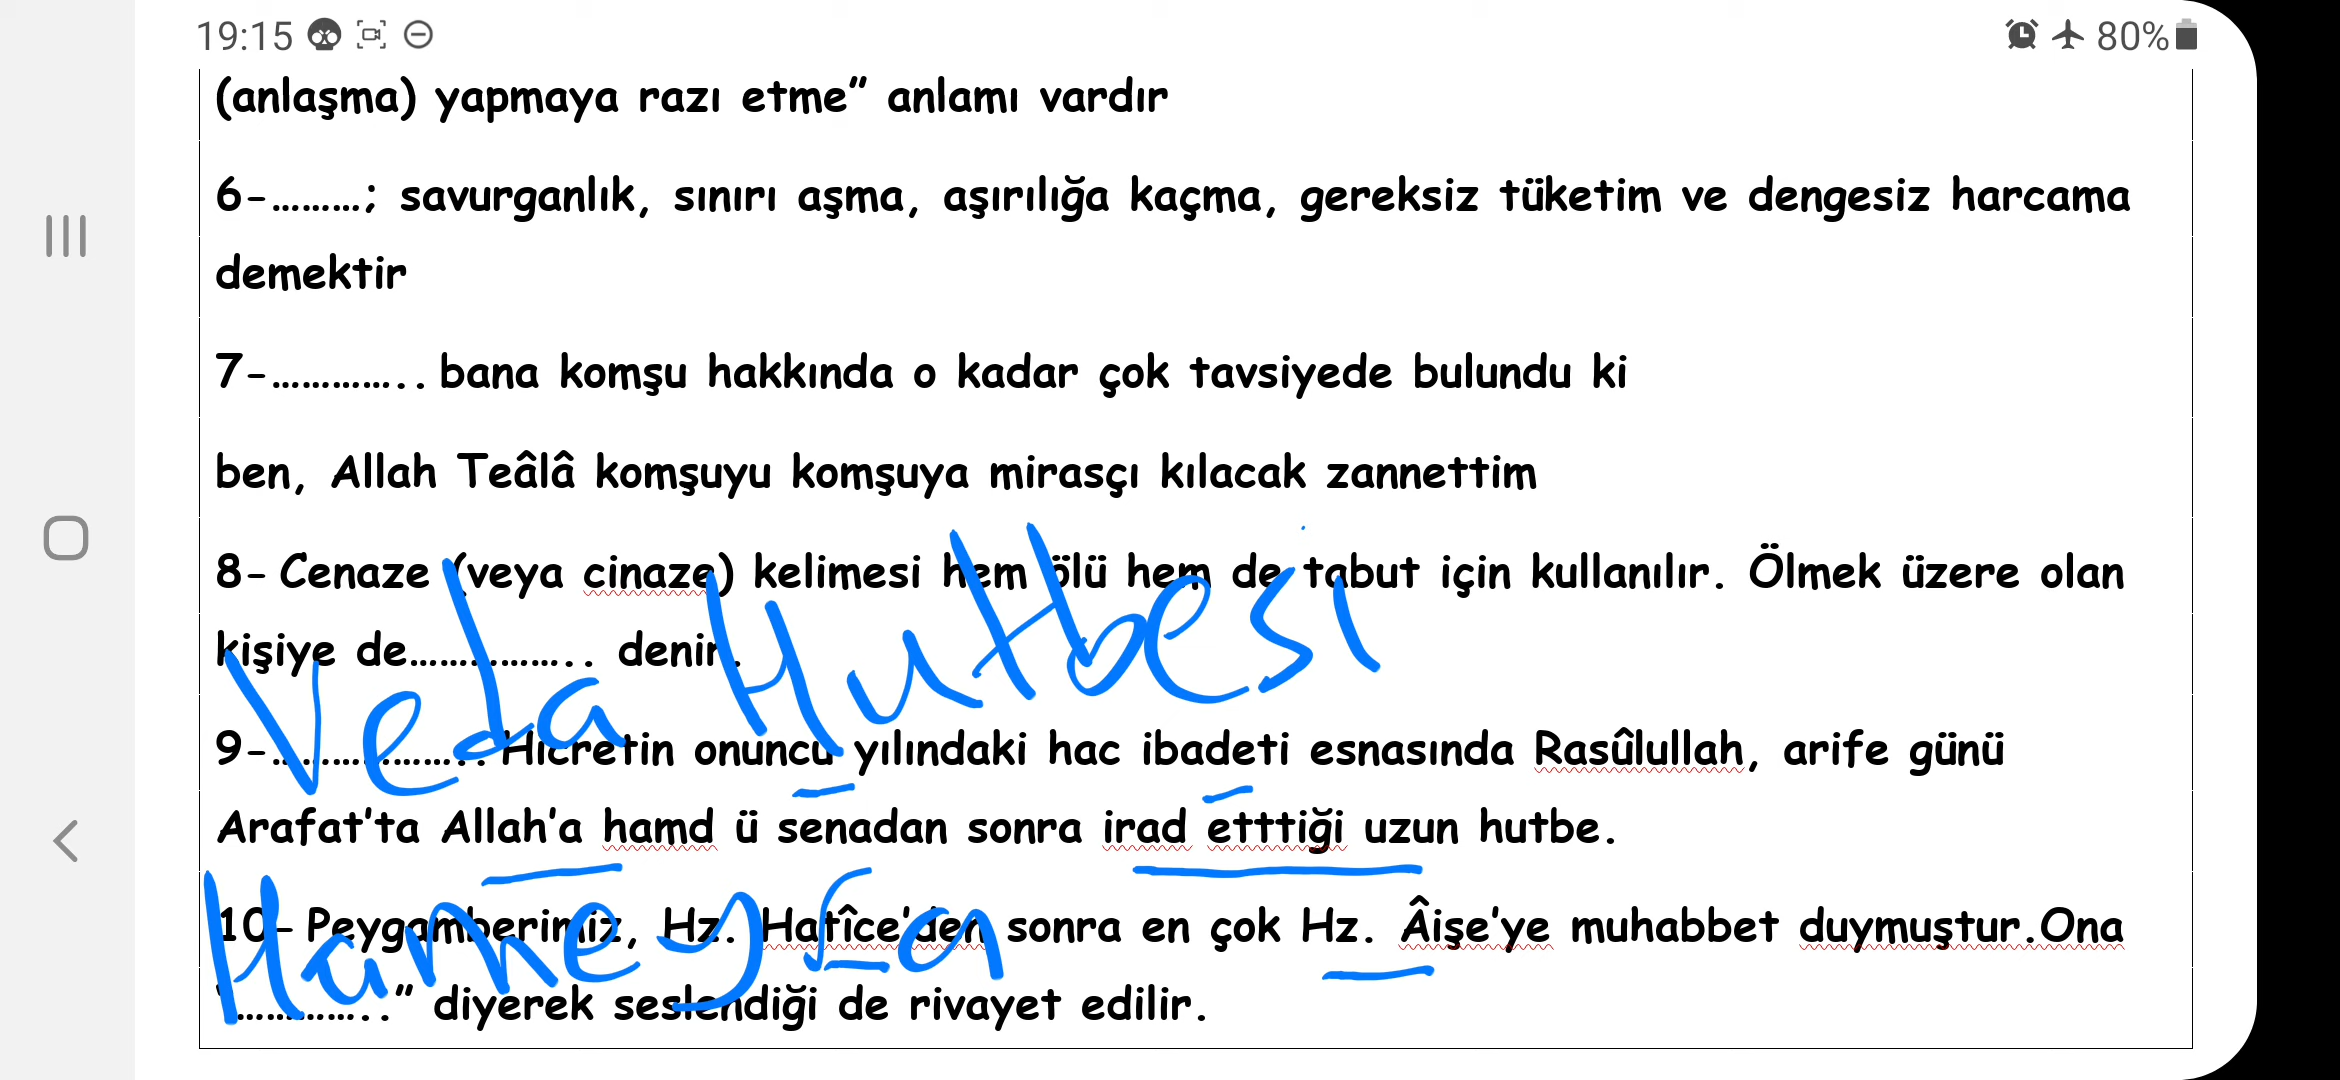 19:15
80%
(anlaşma) yapmaya razı etme” anlamı vardır
6-………; savurganlık, sınırı aşma, aşırılığa kaçma, gereksiz tüketim ve dengesiz harcama
demektir
7-………….. bana komşu hakkında o kadar çok tavsiyede bulundu ki
ben, Allah Teâlâ komşuyu komşuya mirasçı kılacak zannettim
8- Cenaze (veya cinaze) kelimesi hem ölü hem de tabut için kullanılır. Ölmek üzere olan
kişiye de…………….. denir.
Veda Hutbesi
9-……………….. Hicretin onuncu yılındaki hac ibadeti esnasında Rasûlullah, arife günü
Arafat'ta Allah'a hamd ü senadan sonra irad etttiği uzun hutbe.
Hameyra
10- Peygamberimiz, Hz. Hatîce'den sonra en çok Hz. Âişe'ye muhabbet duymuştur.Ona
“…………..” diyerek seslendiği de rivayet edilir.